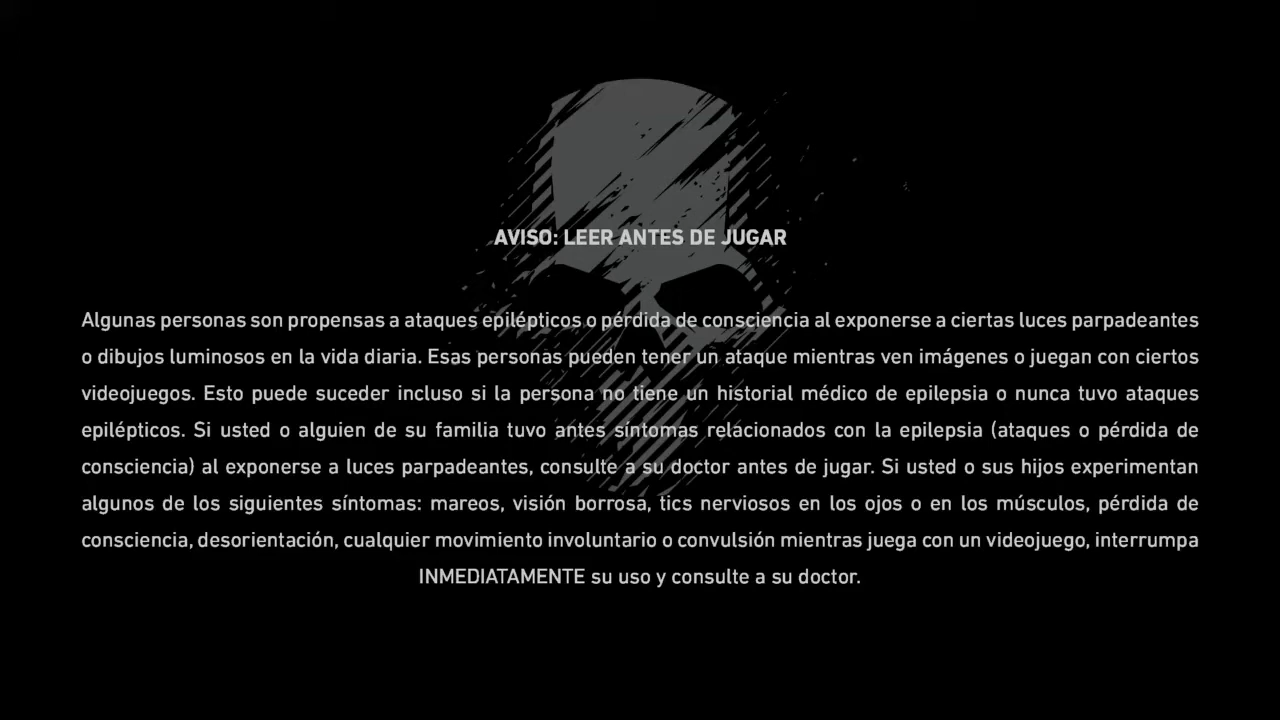 AVISO: LEER ANTES DE JUGAR
Algunas personas son propensas a ataques epilépticos o pérdida de consciencia al exponerse a ciertas luces parpadeantes
o dibujos luminosos en la vida diaria. Esas personas pueden tener un ataque mientras ven imágenes o juegan con ciertos
videojuegos. Esto puede suceder incluso si la persona no tiene un historial médico de epilepsia o nunca tuvo ataques
epilépticos. Si usted o alguien de su familia tuvo antes síntomas relacionados con la epilepsia (ataques o pérdida de
consciencia) al exponerse a luces parpadeantes, consulte a su doctor antes de jugar. Si usted o sus hijos experimentan
algunos de los siguientes síntomas: mareos, visión borrosa, tics nerviosos en los ojos o en los músculos, pérdida de
consciencia, desorientación, cualquier movimiento involuntario o convulsión mientras juega con un videojuego, interrumpa
INMEDIATAMENTE su uso y consulte a su doctor.